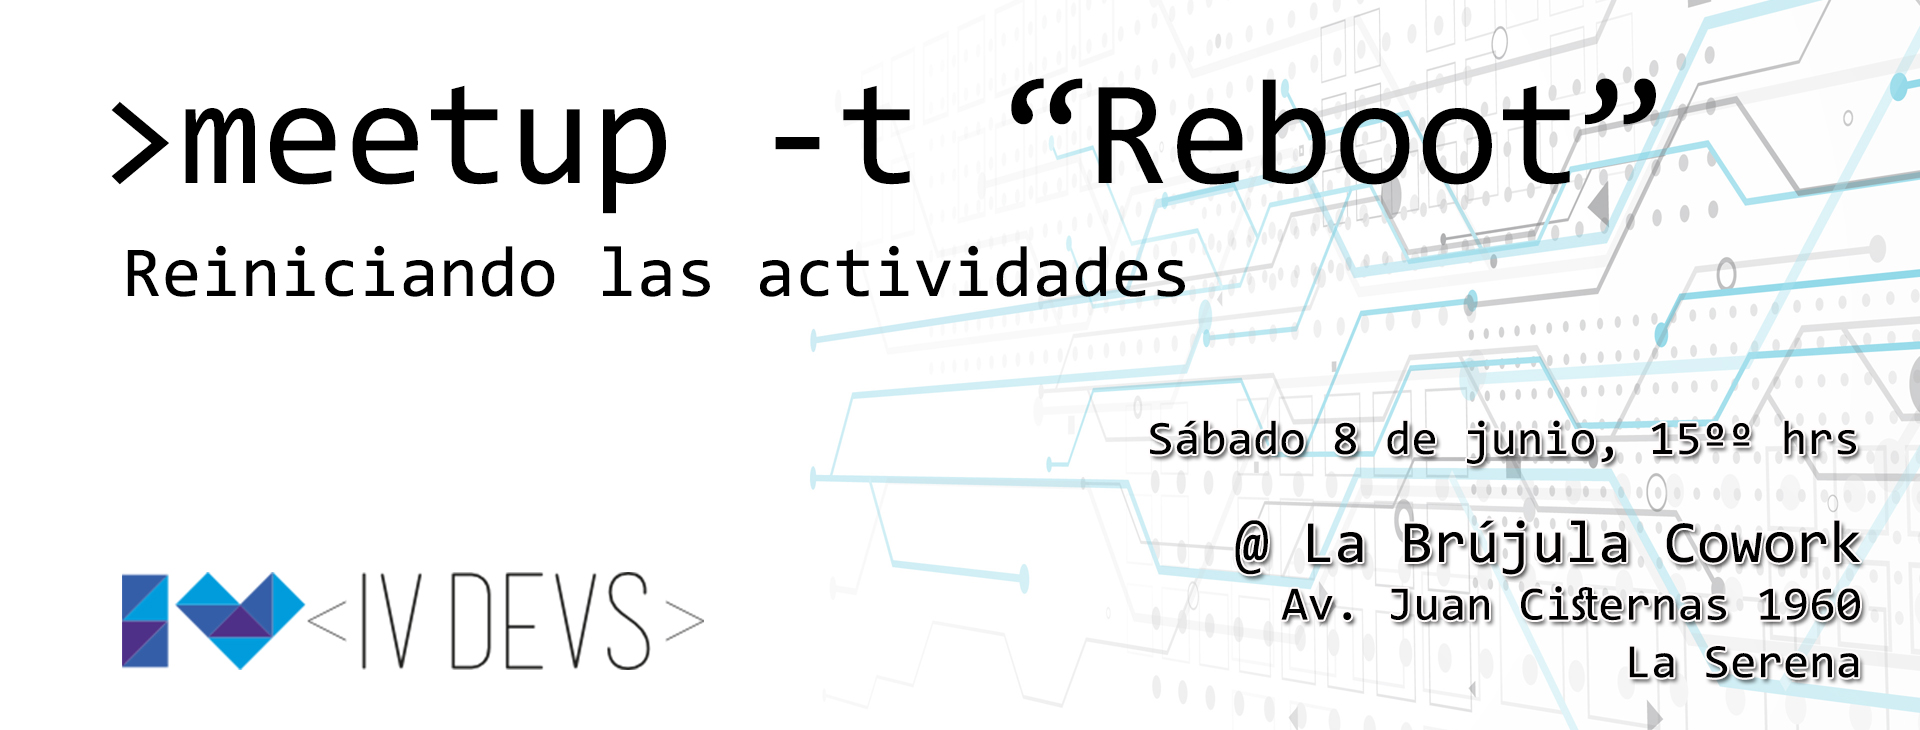 >meetup -t “Reboot”
Reiniciando las actividades
Sábado 8 de junio, 15ºº hrs
@ La Brújula Cowork
Av. Juan Cisternas 1960
La Serena
<IV DEVS>